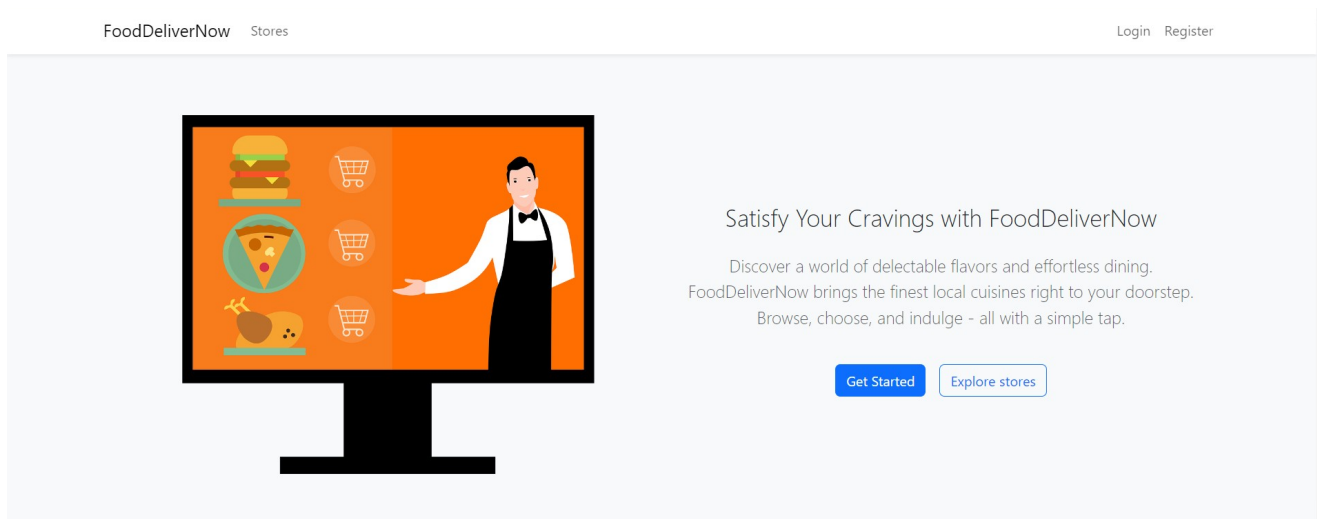 FoodDeliverNow Stores Login Register
Satisfy Your Cravings with FoodDeliverNow
Discover a world of delectable flavors and effortless dining.
FoodDeliverNow brings the finest local cuisines right to your doorstep.
Browse, choose, and indulge - all with a simple tap.
Get Started Explore stores